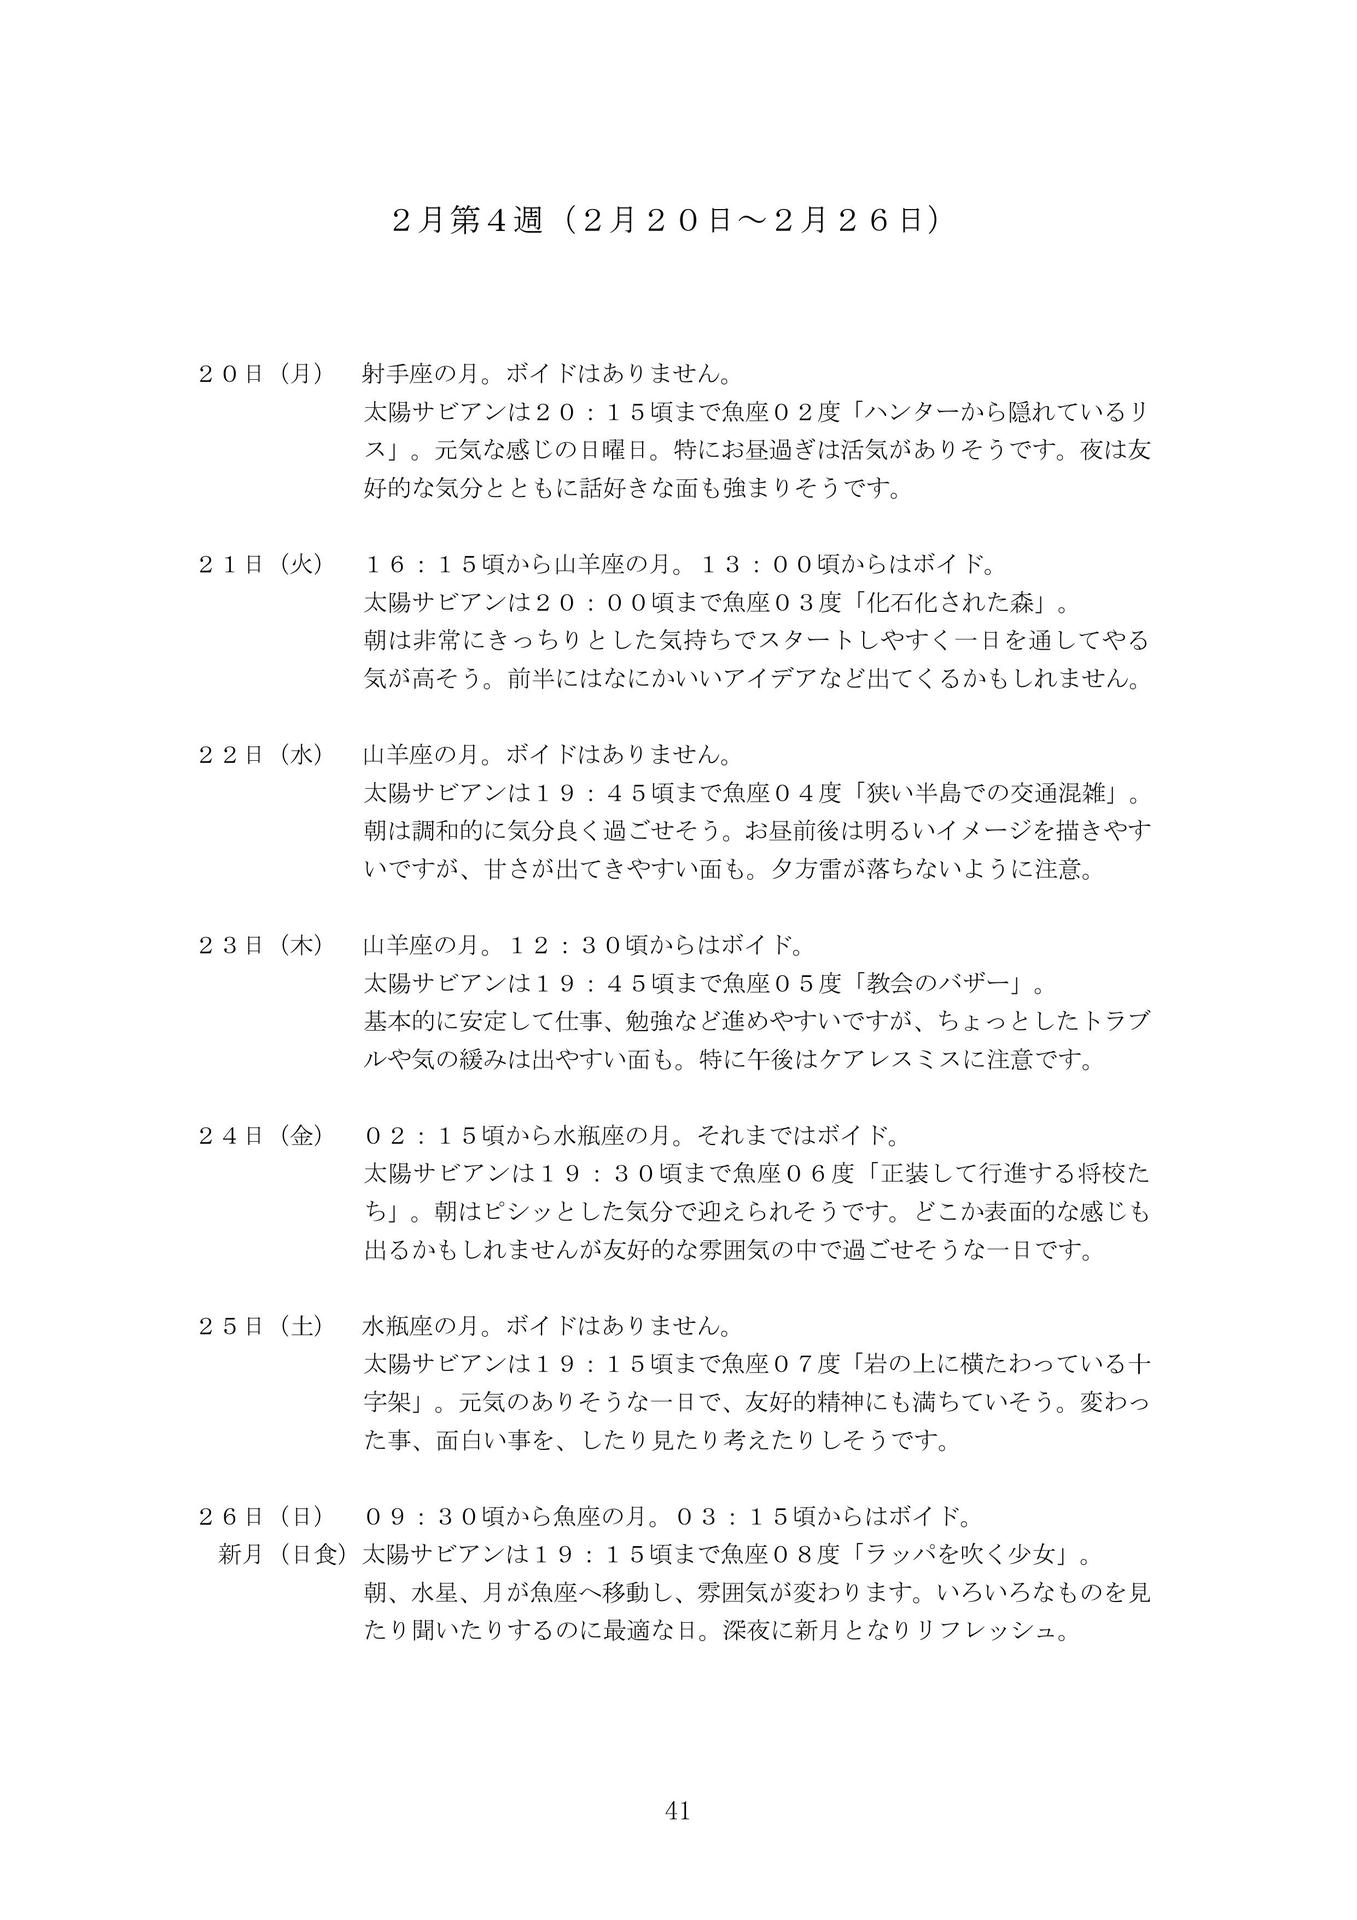 ２月第４週（２月２０日～２月２６日）
２０日（月）　射手座の月。ボイドはありません。
太陽サビアンは２０：１５頃まで魚座０２度「ハンターから隠れているリ
ス」。元気な感じの日曜日。特にお昼過ぎは活気がありそうです。夜は友
好的な気分とともに話好きな面も強まりそうです。
２１日（火）　１６：１５頃から山羊座の月。１３：００頃からはボイド。
太陽サビアンは２０：００頃まで魚座０３度「化石化された森」。
朝は非常にきっちりとした気持ちでスタートしやすく一日を通してやる
気が高そう。前半にはなにかいいアイデアなど出てくるかもしれません。
２２日（水）　山羊座の月。ボイドはありません。
太陽サビアンは１９：４５頃まで魚座０４度「狭い半島での交通混雑」。
朝は調和的に気分良く過ごせそう。お昼前後は明るいイメージを描きやす
いですが、甘さが出てきやすい面も。夕方雷が落ちないように注意。
２３日（木）　山羊座の月。１２：３０頃からはボイド。
太陽サビアンは１９：４５頃まで魚座０５度「教会のバザー」。
基本的に安定して仕事、勉強など進めやすいですが、ちょっとしたトラブ
ルや気の緩みは出やすい面も。特に午後はケアレスミスに注意です。
２４日（金）　０２：１５頃から水瓶座の月。それまではボイド。
太陽サビアンは１９：３０頃まで魚座０６度「正装して行進する将校た
ち」。朝はピシッとした気分で迎えられそうです。どこか表面的な感じも
出るかもしれませんが友好的な雰囲気の中で過ごせそうな一日です。
２５日（土）　水瓶座の月。ボイドはありません。
太陽サビアンは１９：１５頃まで魚座０７度「岩の上に横たわっている十
字架」。元気のありそうな一日で、友好的精神にも満ちていそう。変わっ
た事、面白い事を、したり見たり考えたりしそうです。
２６日（日）　０９：３０頃から魚座の月。０３：１５頃からはボイド。
新月（日食）太陽サビアンは１９：１５頃まで魚座０８度「ラッパを吹く少女」。
朝、水星、月が魚座へ移動し、雰囲気が変わります。いろいろなものを見
たり聞いたりするのに最適な日。深夜に新月となりリフレッシュ。
41